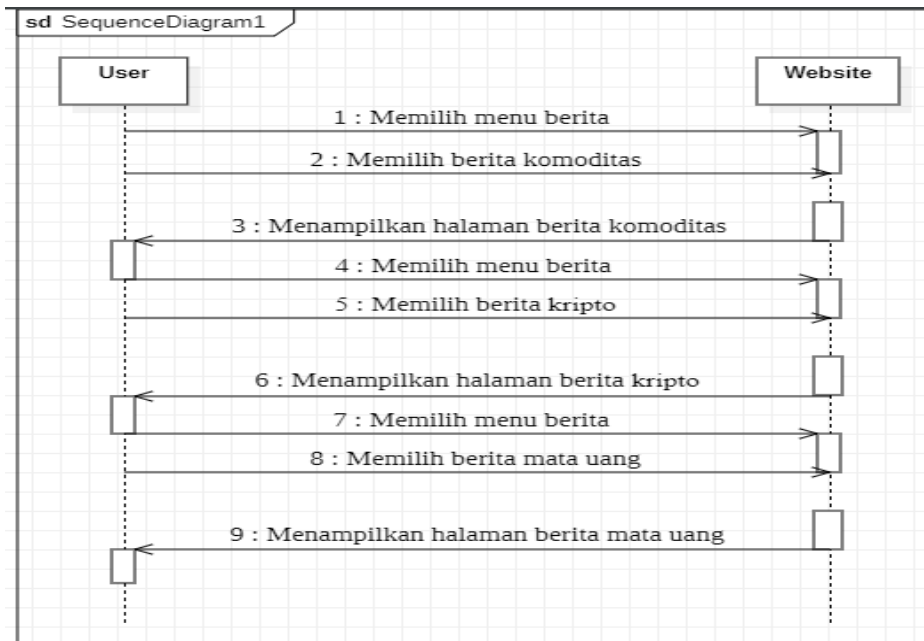 sd SequenceDiagram1
User
Website
1 : Memilih menu berita
2 : Memilih berita komoditas
3 : Menampilkan halaman berita komoditas
4 : Memilih menu berita
5 : Memilih berita kripto
6 : Menampilkan halaman berita kripto
7 : Memilih menu berita
8 : Memilih berita mata uang
9 : Menampilkan halaman berita mata uang